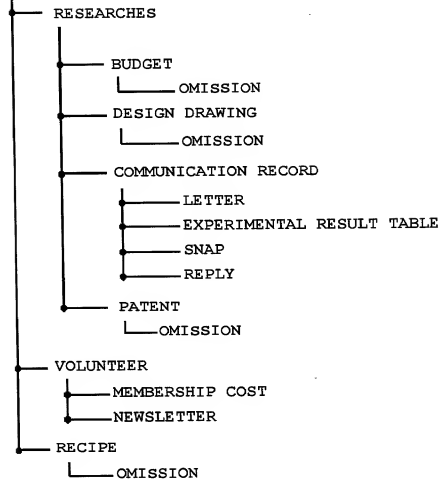 RESEARCHES
BUDGET
OMISSION
DESIGN DRAWING
OMISSION
COMMUNICATION RECORD
LETTER
EXPERIMENTAL RESULT TABLE
SNAP
REPLY
PATENT
OMISSION
VOLUNTEER
MEMBERSHIP COST
NEWSLETTER
RECIPE
OMISSION